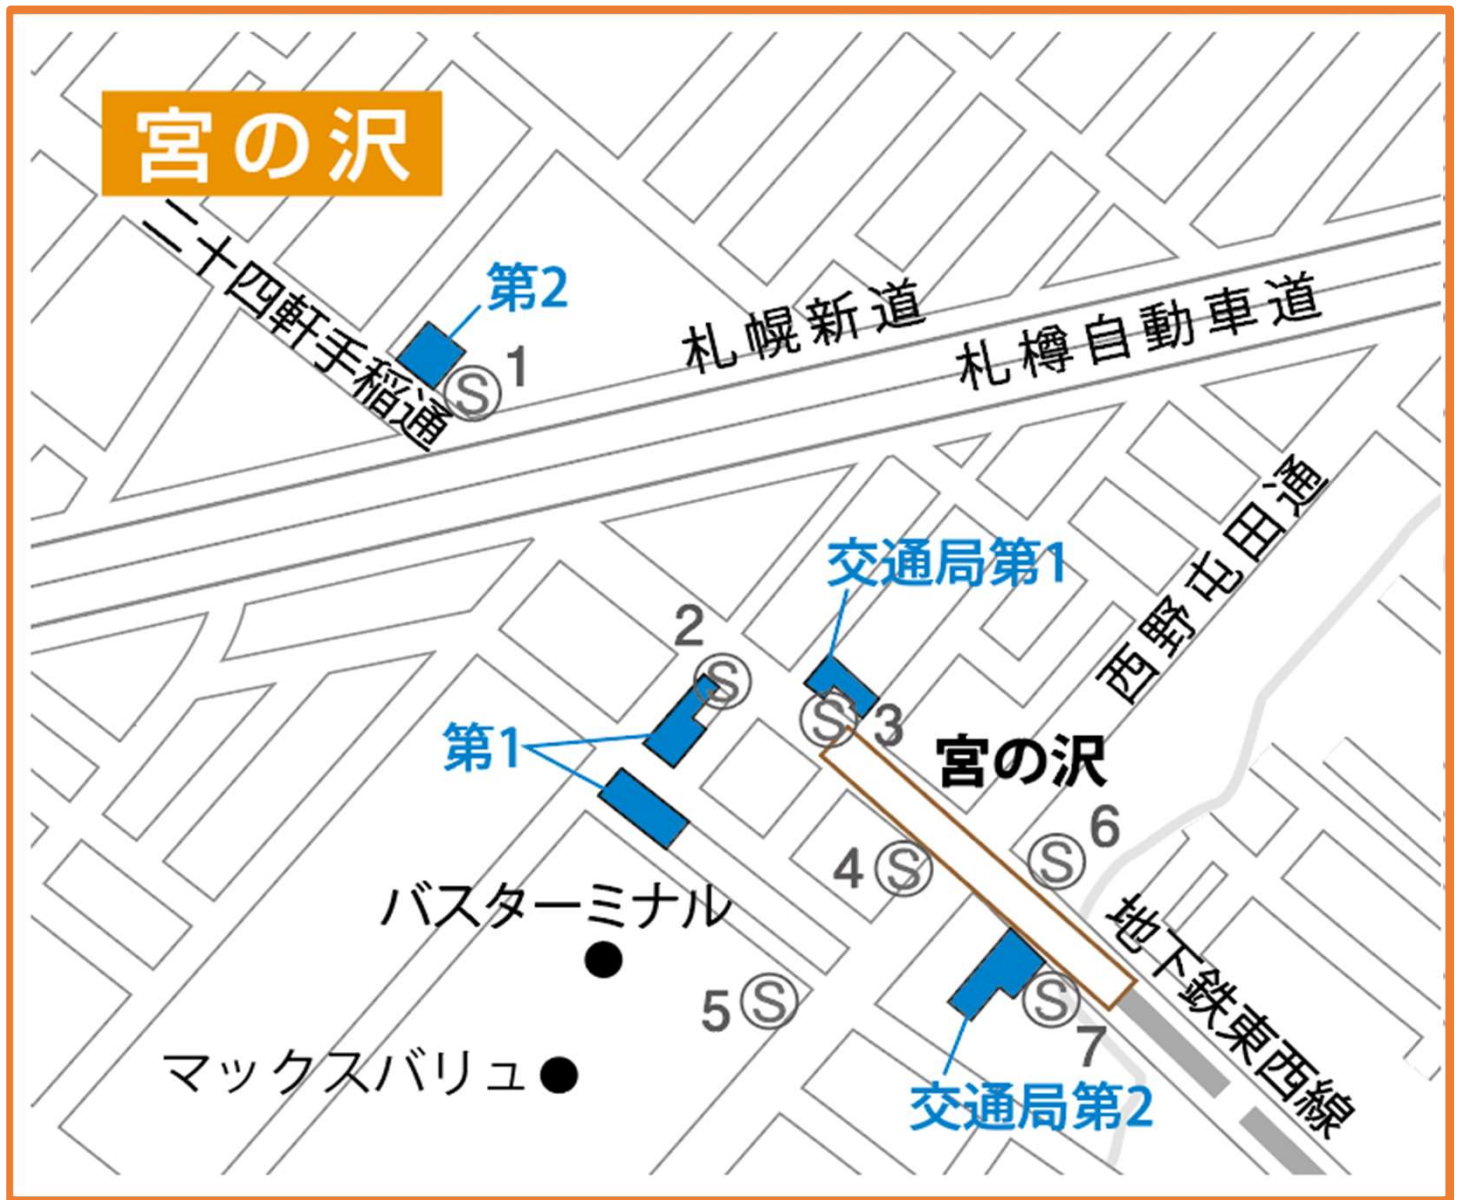 宮の沢
二十四軒手稲通
第2
Ⓢ 1
札幌新道
札樽自動車道
西野屯田通
交通局第1
2 Ⓢ
Ⓢ 3
第1
宮の沢
4 Ⓢ
Ⓢ 6
バスターミナル
5 Ⓢ
Ⓢ 7
地下鉄東西線
マックスバリュ
交通局第2